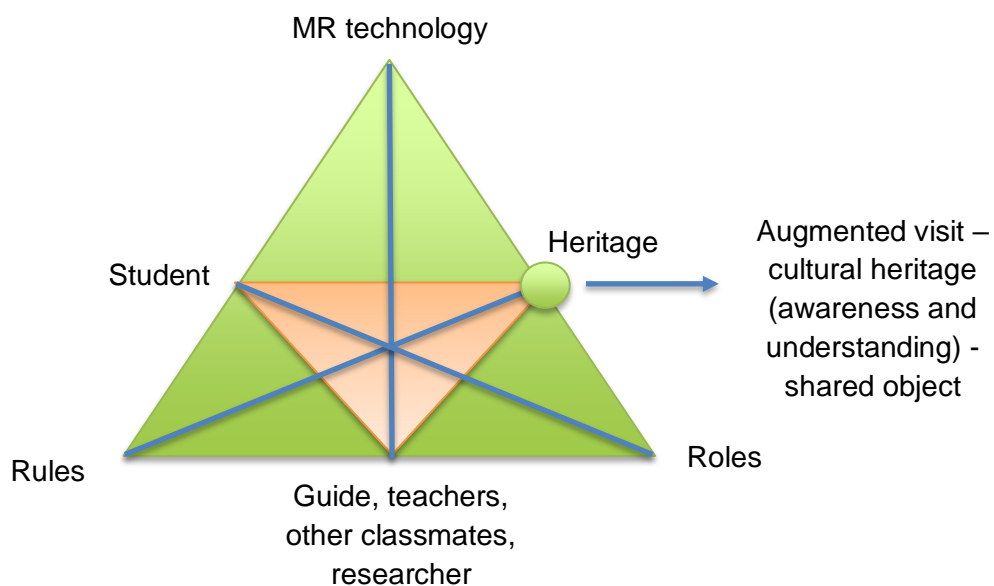 MR technology
Heritage
Student
Augmented visit –
cultural heritage
(awareness and
understanding) -
shared object
Rules
Roles
Guide, teachers,
other classmates,
researcher